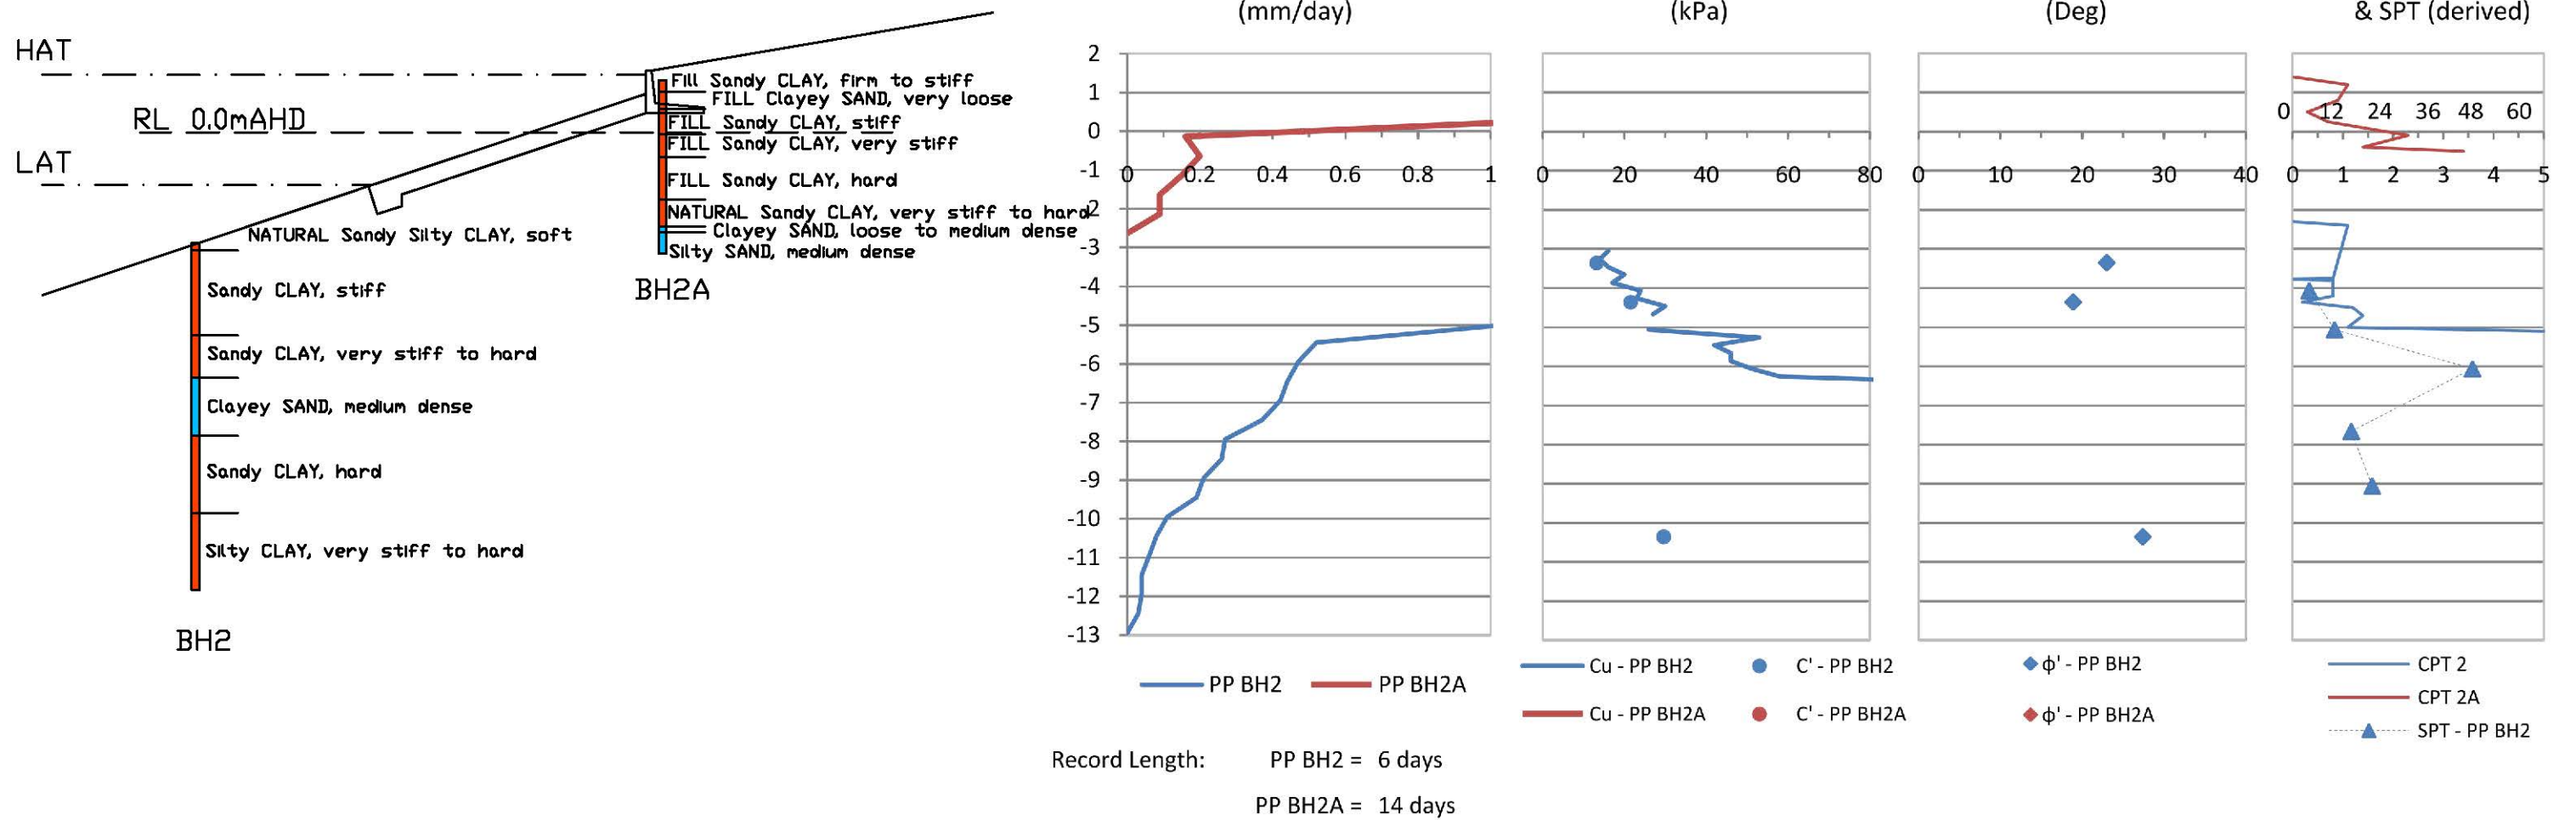 HAT
RL 0.0mAHD
LAT
Fill Sandy CLAY, firm to stiff
FILL Clayey SAND, very loose
FILL Sandy CLAY, stiff
FILL Sandy CLAY, very stiff
FILL Sandy CLAY, hard
NATURAL Sandy CLAY, very stiff to hard
Clayey SAND, loose to medium dense
Silty SAND, medium dense
BH2A
NATURAL Sandy Silty CLAY, soft
Sandy CLAY, stiff
Sandy CLAY, very stiff to hard
Clayey SAND, medium dense
Sandy CLAY, hard
Silty CLAY, very stiff to hard
BH2
(mm/day)
2
1
0
-1
-2
-3
-4
-5
-6
-7
-8
-9
-10
-11
-12
-13
0 0.2 0.4 0.6 0.8 1
PP BH2 PP BH2A
(kPa)
0 20 40 60 80
Cu - PP BH2 C' - PP BH2
Cu - PP BH2A C' - PP BH2A
(Deg)
0 10 20 30 40
ϕ' - PP BH2
ϕ' - PP BH2A
& SPT (derived)
0 12 24 36 48 60
0 1 2 3 4 5
CPT 2
CPT 2A
SPT - PP BH2
Record Length: PP BH2 = 6 days
PP BH2A = 14 days